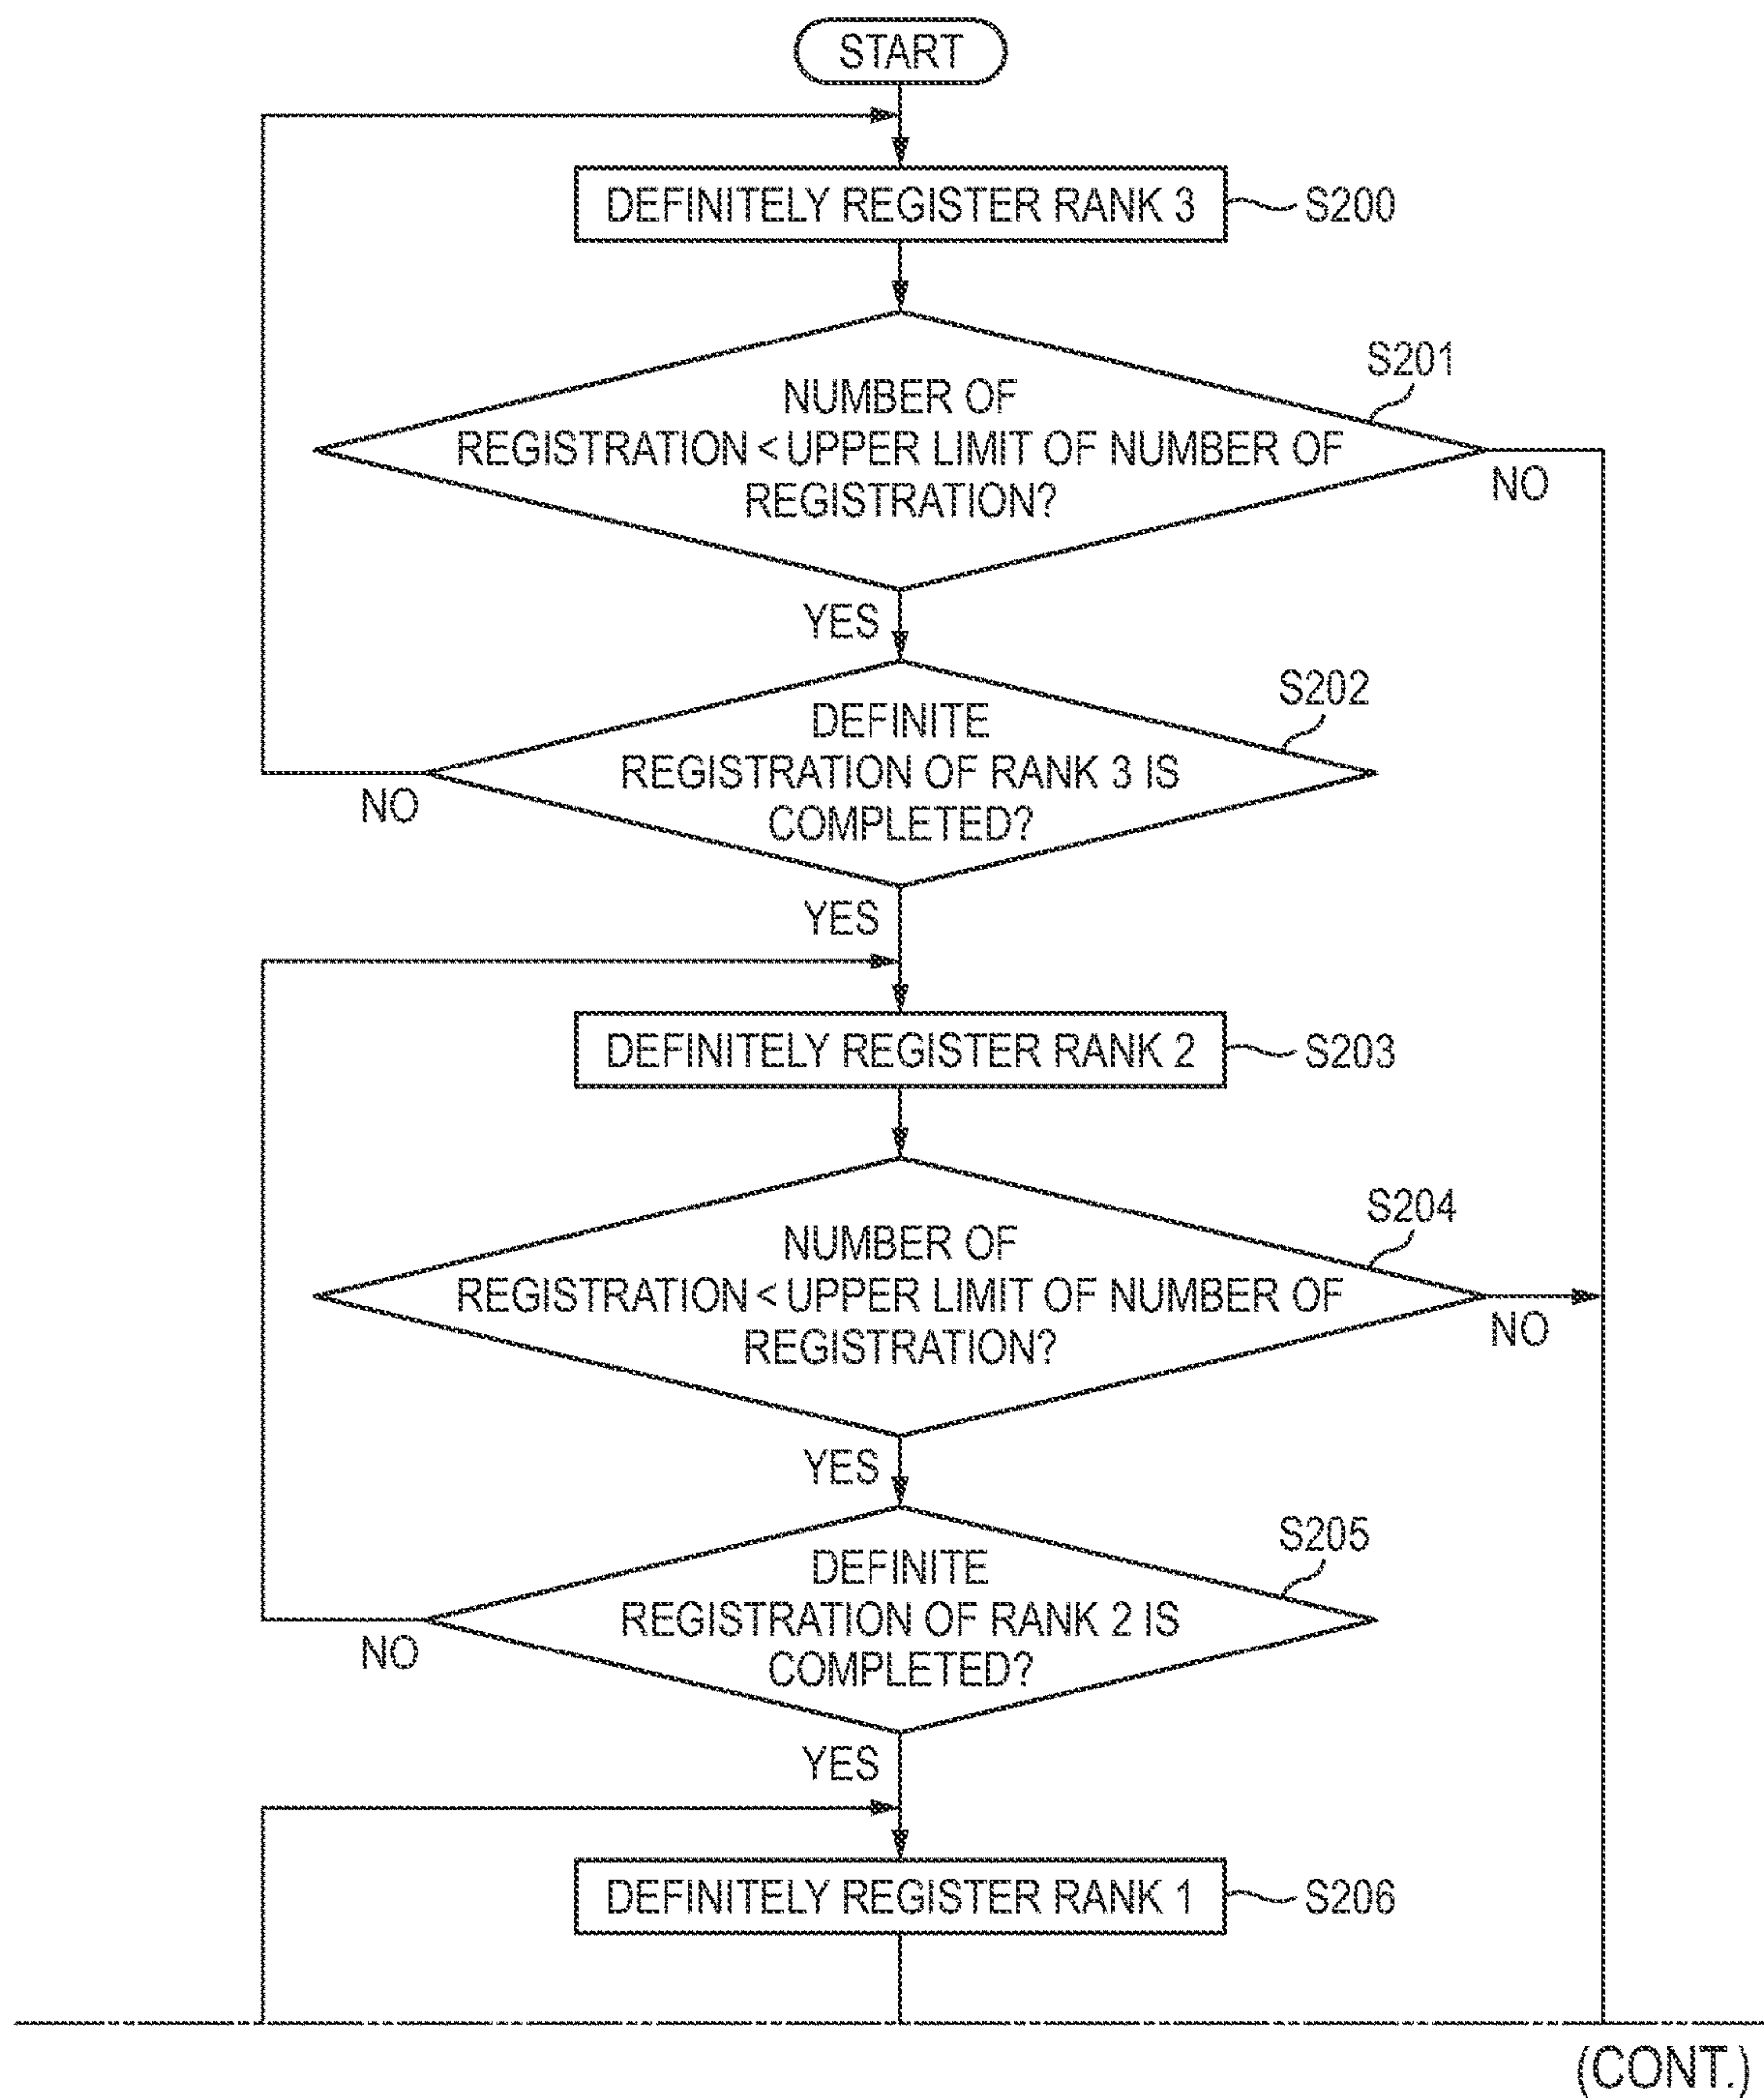 START
DEFINITELY REGISTER RANK 3
S200
S201
NUMBER OF
REGISTRATION < UPPER LIMIT OF NUMBER OF
REGISTRATION?
NO
YES
S202
DEFINITE
REGISTRATION OF RANK 3 IS
COMPLETED?
NO
YES
DEFINITELY REGISTER RANK 2
S203
S204
NUMBER OF
REGISTRATION < UPPER LIMIT OF NUMBER OF
REGISTRATION?
NO
YES
S205
DEFINITE
REGISTRATION OF RANK 2 IS
COMPLETED?
NO
YES
DEFINITELY REGISTER RANK 1
S206
(CONT.)